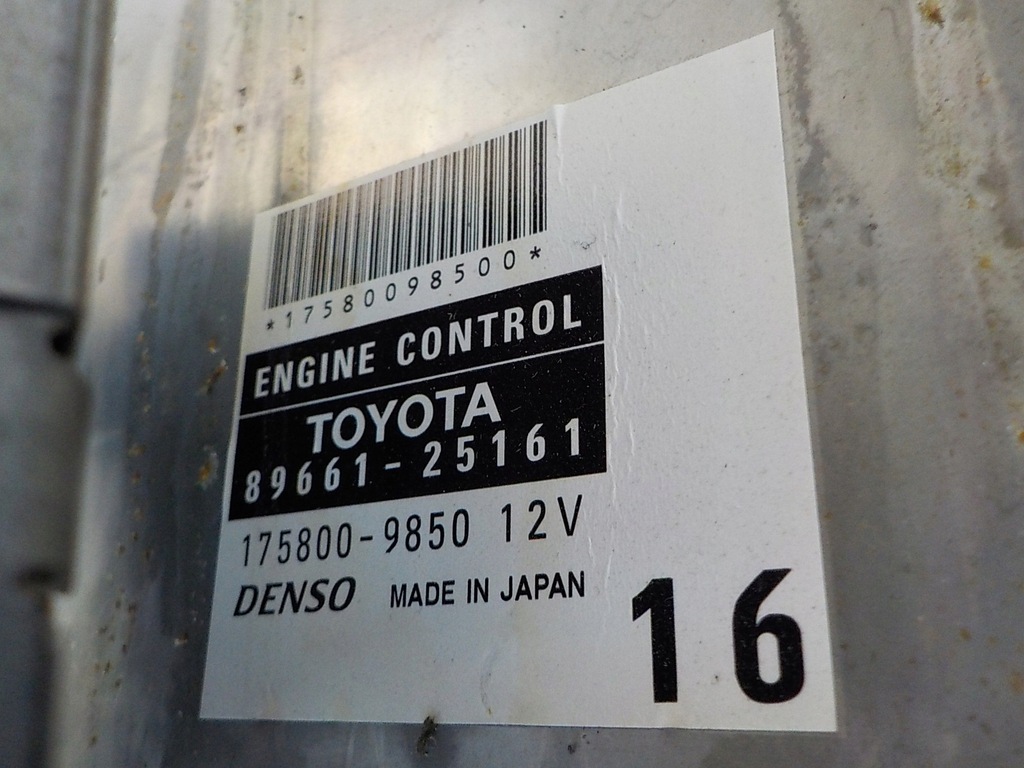 *17580098500*
ENGINE CONTROL
TOYOTA
89661-25161
175800-9850 12V
DENSO MADE IN JAPAN
16